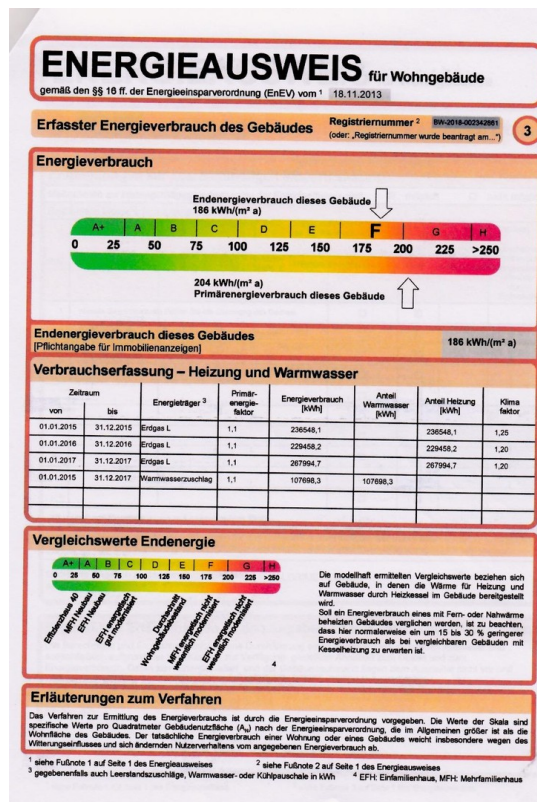 ENERGIEAUSWEIS für Wohngebäude
gemäß den §§ 16 ff. der Energieeinsparverordnung (EnEV) vom ¹ 18.11.2013
Erfasster Energieverbrauch des Gebäudes
Registriernummer ² BW-2018-002342661
(oder: „Registriernummer wurde beantragt am...")
3
Energieverbrauch
Endenergieverbrauch dieses Gebäude
186 kWh/(m² a)
A+ A B C D E F G H
0 25 50 75 100 125 150 175 200 225 >250
204 kWh/(m² a)
Primärenergieverbrauch dieses Gebäude
Endenergieverbrauch dieses Gebäudes
[Pflichtangabe für Immobilienanzeigen]
186 kWh/(m² a)
Verbrauchserfassung – Heizung und Warmwasser
Zeitraum
von bis
Energieträger ³
Primär-
energie-
faktor
Energieverbrauch
[kWh]
Anteil
Warmwasser
[kWh]
Anteil Heizung
[kWh]
Klima
faktor
01.01.2015 31.12.2015 Erdgas L 1,1 236548,1 236548,1 1,25
01.01.2016 31.12.2016 Erdgas L 1,1 229458,2 229458,2 1,20
01.01.2017 31.12.2017 Erdgas L 1,1 267994,7 267994,7 1,20
01.01.2015 31.12.2017 Warmwasserzuschlag 1,1 107698,3 107698,3
Vergleichswerte Endenergie
A+ A B C D E F G H
0 25 50 75 100 125 150 175 200 225 >250
Effizienzhaus 40
MFH Neubau
EFH Neubau
EFH energetisch
gut modernisiert
Durchschnitt
Wohngebäudebestand
MFH energetisch nicht
wesentlich modernisiert
EFH energetisch nicht
wesentlich modernisiert
4
Die modellhaft ermittelten Vergleichswerte beziehen sich
auf Gebäude, in denen die Wärme für Heizung und
Warmwasser durch Heizkessel im Gebäude bereitgestellt
wird.
Soll ein Energieverbrauch eines mit Fern- oder Nahwärme
beheizten Gebäudes verglichen werden, ist zu beachten,
dass hier normalerweise ein um 15 bis 30 % geringerer
Energieverbrauch als bei vergleichbaren Gebäuden mit
Kesselheizung zu erwarten ist.
Erläuterungen zum Verfahren
Das Verfahren zur Ermittlung des Energieverbrauchs ist durch die Energieeinsparverordnung vorgegeben. Die Werte der Skala sind
spezifische Werte pro Quadratmeter Gebäudenutzfläche (A_N) nach der Energieeinsparverordnung, die im Allgemeinen größer ist als die
Wohnfläche des Gebäudes. Der tatsächliche Energieverbrauch einer Wohnung oder eines Gebäudes weicht insbesondere wegen des
Witterungseinflusses und sich ändernden Nutzerverhaltens vom angegebenen Energieverbrauch ab.
¹ siehe Fußnote 1 auf Seite 1 des Energieausweises ² siehe Fußnote 2 auf Seite 1 des Energieausweises
³ gegebenenfalls auch Leerstandszuschläge, Warmwasser- oder Kühlpauschale in kWh ⁴ EFH: Einfamilienhaus, MFH: Mehrfamilienhaus